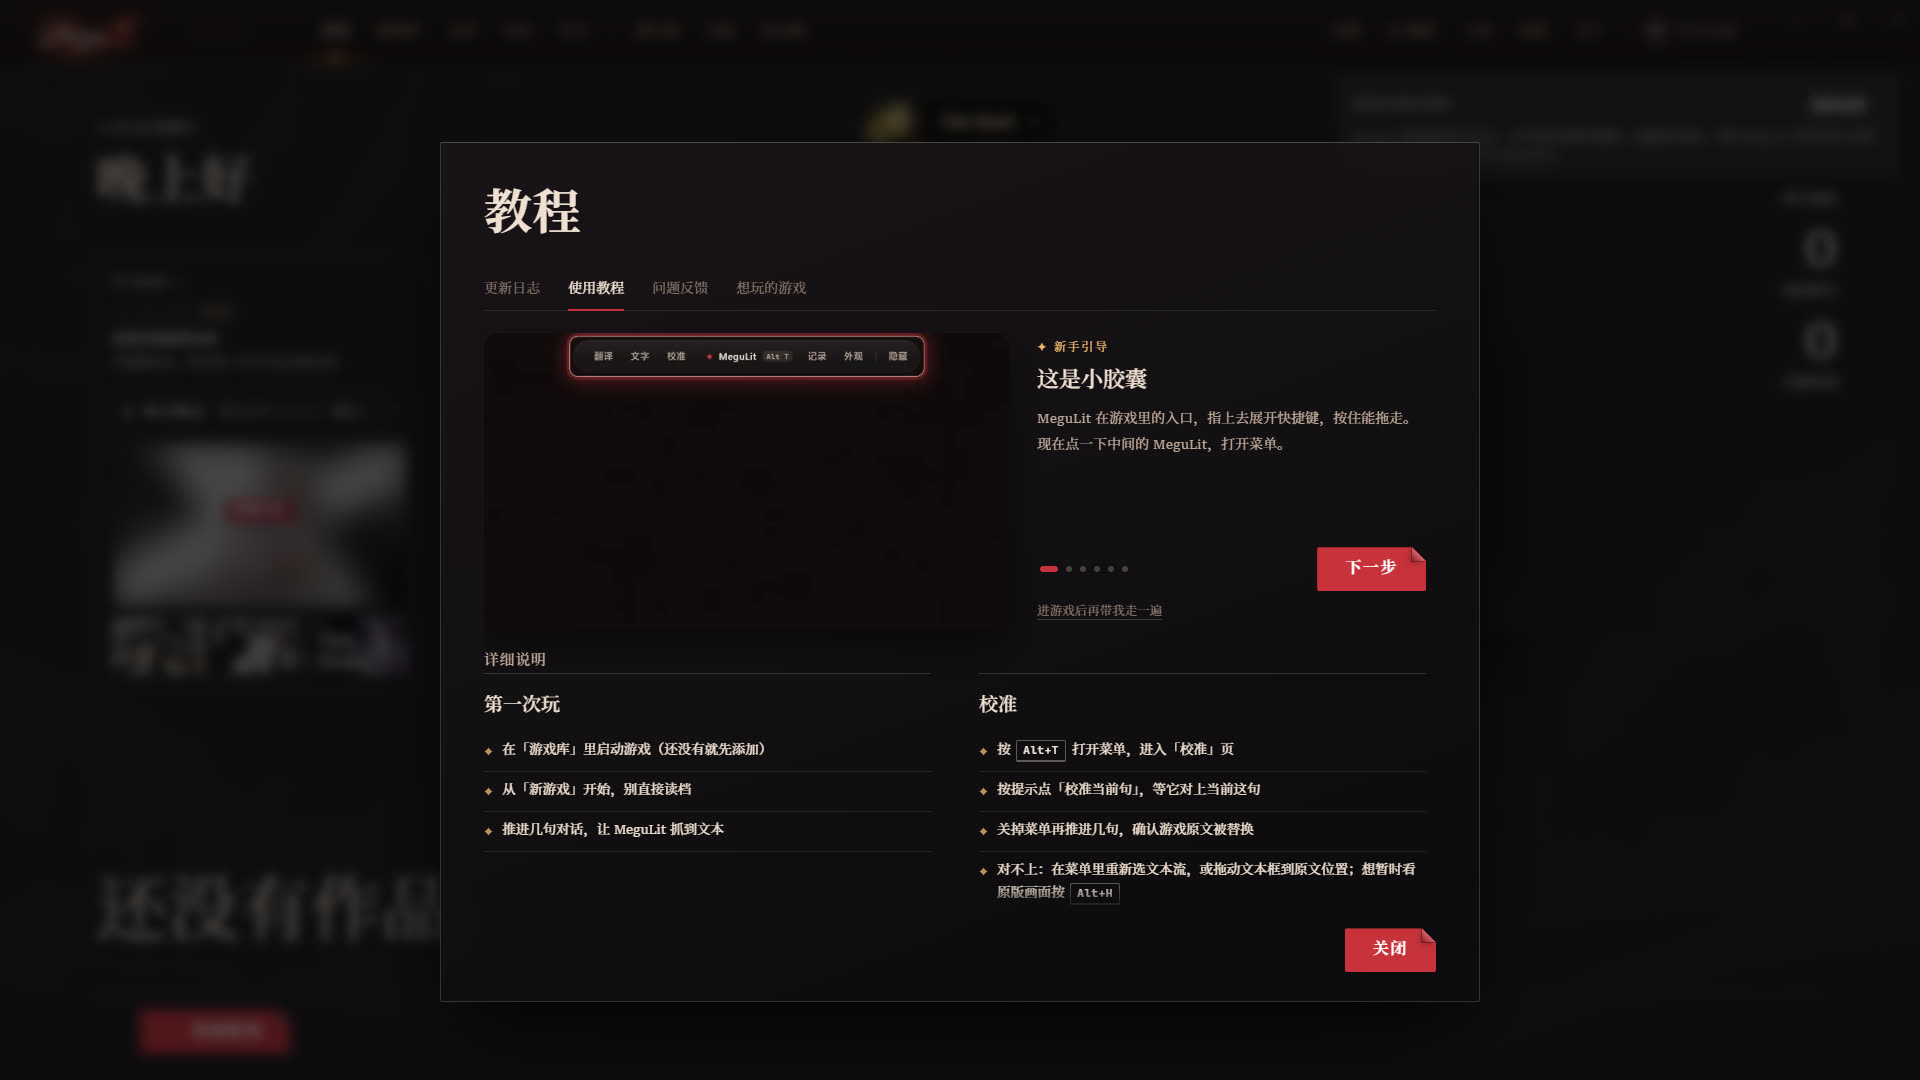 晚上好
教程
更新日志 使用教程 问题反馈 想玩的游戏
翻译 文字 校准 MeguLit Alt T 记录 外观 隐藏
新手引导
这是小胶囊
MeguLit 在游戏里的入口，指上去展开快捷键，按住能拖走。
现在点一下中间的 MeguLit，打开菜单。
下一步
进游戏后再带我走一遍
详细说明
第一次玩
在「游戏库」里启动游戏（还没有就先添加）
从「新游戏」开始，别直接读档
推进几句对话，让 MeguLit 抓到文本
校准
按 Alt+T 打开菜单，进入「校准」页
按提示点「校准当前句」，等它对上当前这句
关掉菜单再推进几句，确认游戏原文被替换
对不上：在菜单里重新选文本流，或拖动文本框到原文位置；想暂时看
原版画面按 Alt+H
还没有作品
关闭